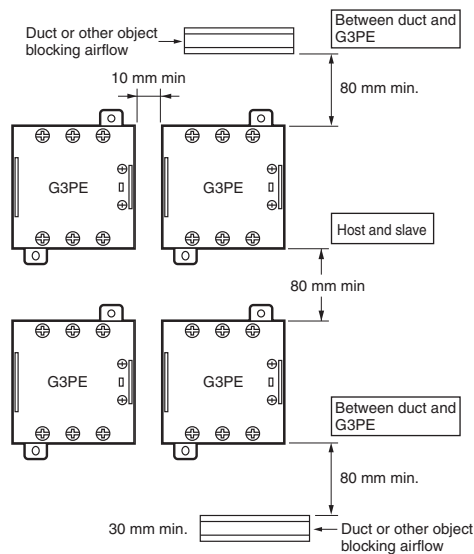 Duct or other object
blocking airflow
Between duct and
G3PE
10 mm min
80 mm min.
G3PE
G3PE
Host and slave
80 mm min
G3PE
G3PE
Between duct and
G3PE
80 mm min.
30 mm min.
Duct or other object
blocking airflow